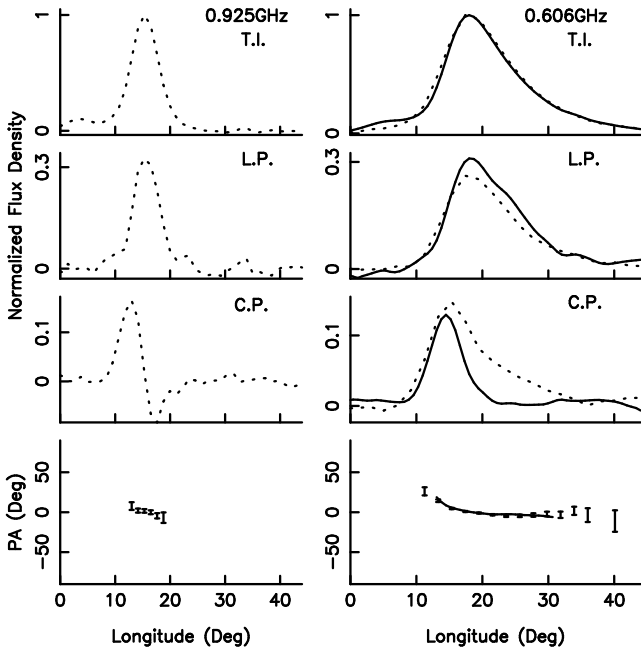 0.925GHz
T.I.
0.606GHz
T.I.
1
0
1
0
L.P.
L.P.
0.3
0
0.3
0
C.P.
C.P.
0.1
0
0.1
0
50
0
−50
50
0
−50
0 10 20 30 40
0 10 20 30 40
Normalized Flux Density
PA (Deg)
Longitude (Deg)
Longitude (Deg)